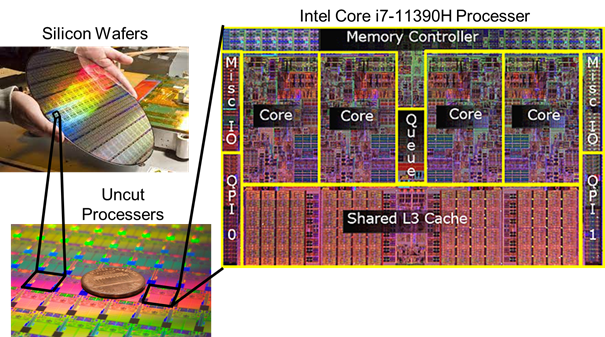 Intel Core i7-11390H Processer
Silicon Wafers
Memory Controller
Misc IO
Core
Core
Queue
Core
Core
Misc IO
Uncut
Processers
QPI 0
Shared L3 Cache
QPI 1